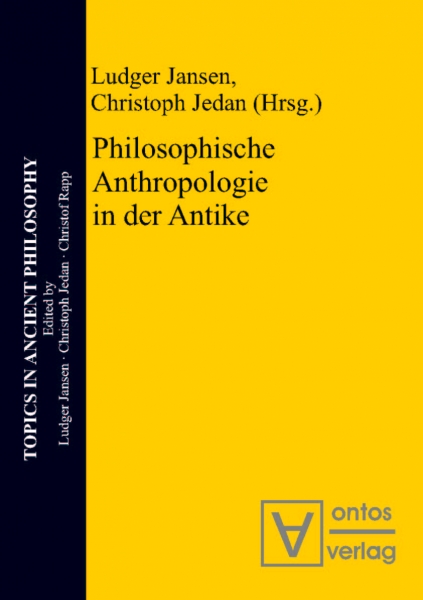 Ludger Jansen,
Christoph Jedan (Hrsg.)
Philosophische
Anthropologie
in der Antike
TOPICS IN ANCIENT PHILOSOPHY
Edited by
Ludger Jansen · Christoph Jedan · Christof Rapp
ontos
verlag